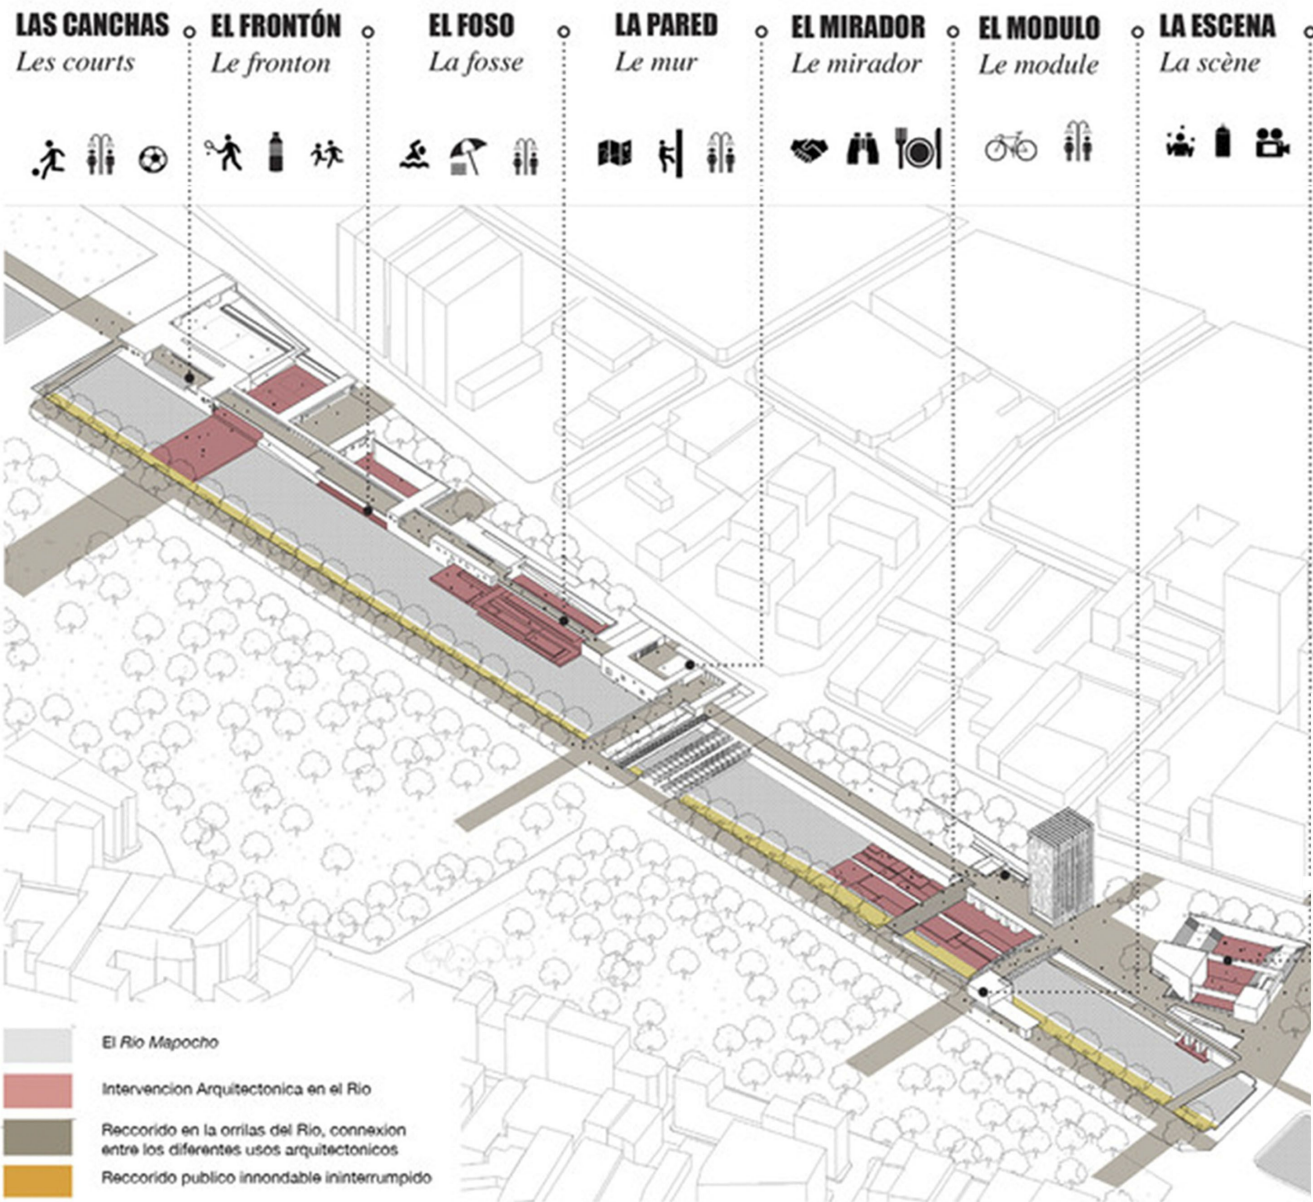 LAS CANCHAS
Les courts
EL FRONTÓN
Le fronton
EL FOSO
La fosse
LA PARED
Le mur
EL MIRADOR
Le mirador
EL MODULO
Le module
LA ESCENA
La scène
El Río Mapocho
Intervencion Arquitectonica en el Rio
Reccorido en la orrilas del Rio, connexion
entre los diferentes usos arquitectonicos
Reccorido publico innondable ininterrumpido